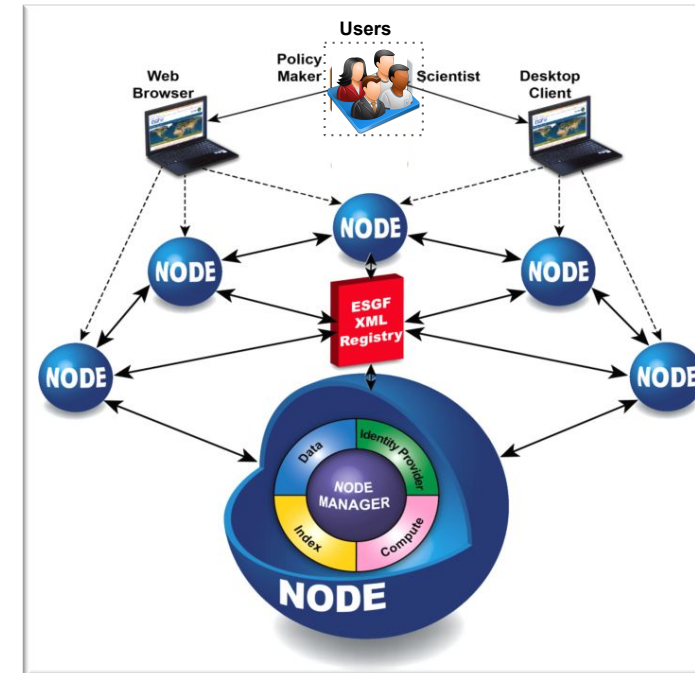 Users
Policy
Maker
Scientist
Web
Browser
Desktop
Client
NODE
NODE
NODE
ESGF
XML
Registry
NODE
NODE
Data
Identity Provider
NODE
MANAGER
Index
Compute
NODE